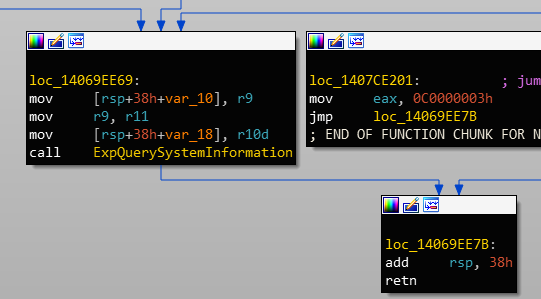 loc_14069EE69:
mov [rsp+38h+var_10], r9
mov r9, r11
mov [rsp+38h+var_18], r10d
call ExpQuerySystemInformation
loc_1407CE201: ; jum
mov eax, 0C0000003h
jmp loc_14069EE7B
; END OF FUNCTION CHUNK FOR N
loc_14069EE7B:
add rsp, 38h
retn